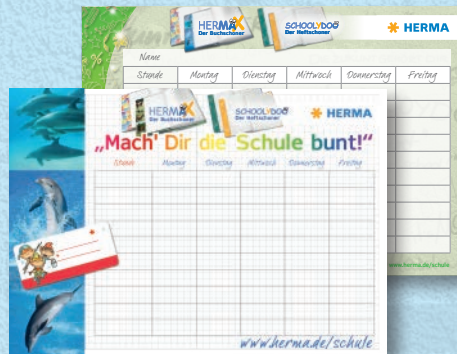 HERMÄX
Der Buchschoner
SCHOOLYDOO
Der Heftschoner
HERMA
Name
Stunde Montag Dienstag Mittwoch Donnerstag Freitag
www.herma.de/schule
HERMÄX
Der Buchschoner
SCHOOLYDOO
Der Heftschoner
HERMA
„Mach' Dir die Schule bunt!“
Stunde Montag Dienstag Mittwoch Donnerstag Freitag
www.herma.de/schule